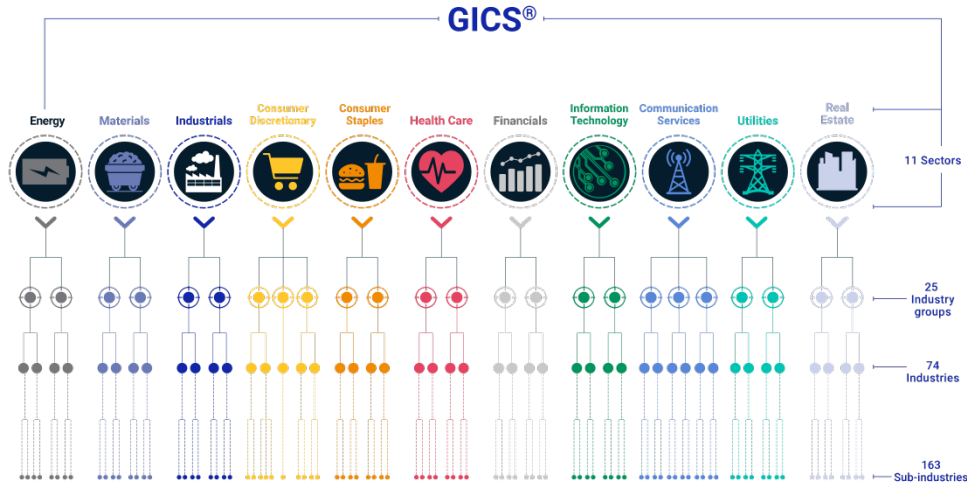 GICS®
Energy
Materials
Industrials
Consumer
Discretionary
Consumer
Staples
Health Care
Financials
Information
Technology
Communication
Services
Utilities
Real
Estate
11 Sectors
25
Industry
groups
74
Industries
163
Sub-industries